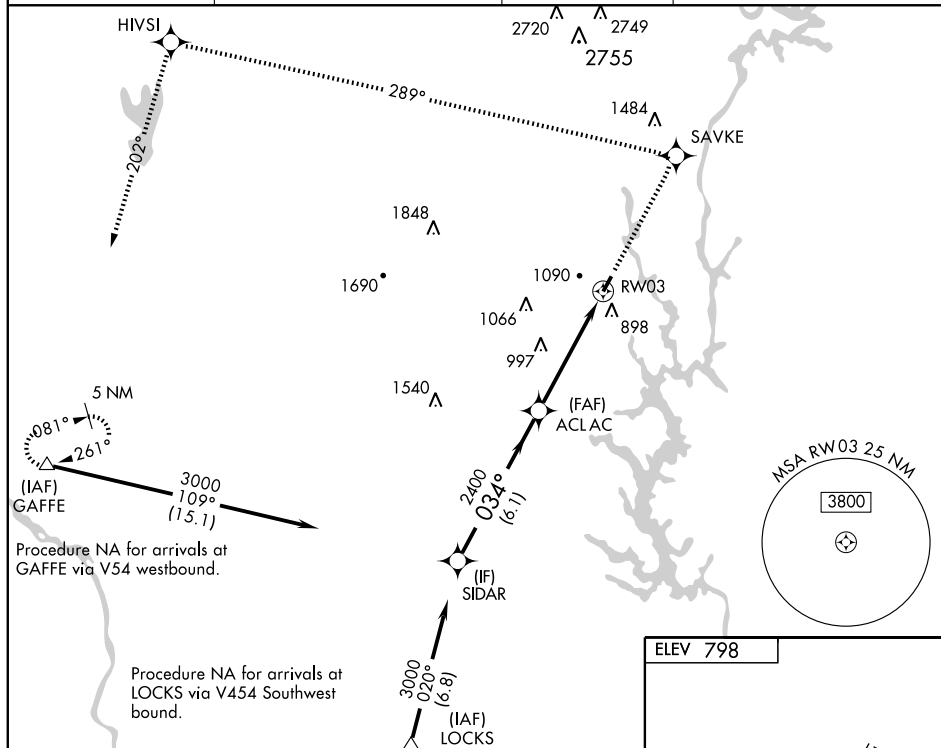 HIVSI
2720
2749
2755
289°
1484
SAVKE
202°
1848
1690
1090
RW03
1066
898
997
1540
5 NM
081°
261°
(FAF)
ACLAC
(IAF)
GAFFE
3000
109°
(15.1)
2400
034°
(6.1)
MSA RW03 25 NM
3800
Procedure NA for arrivals at
GAFFE via V54 westbound.
(IF)
SIDAR
Procedure NA for arrivals at
LOCKS via V454 Southwest
bound.
3000
020°
(6.8)
(IAF)
LOCKS
ELEV 798